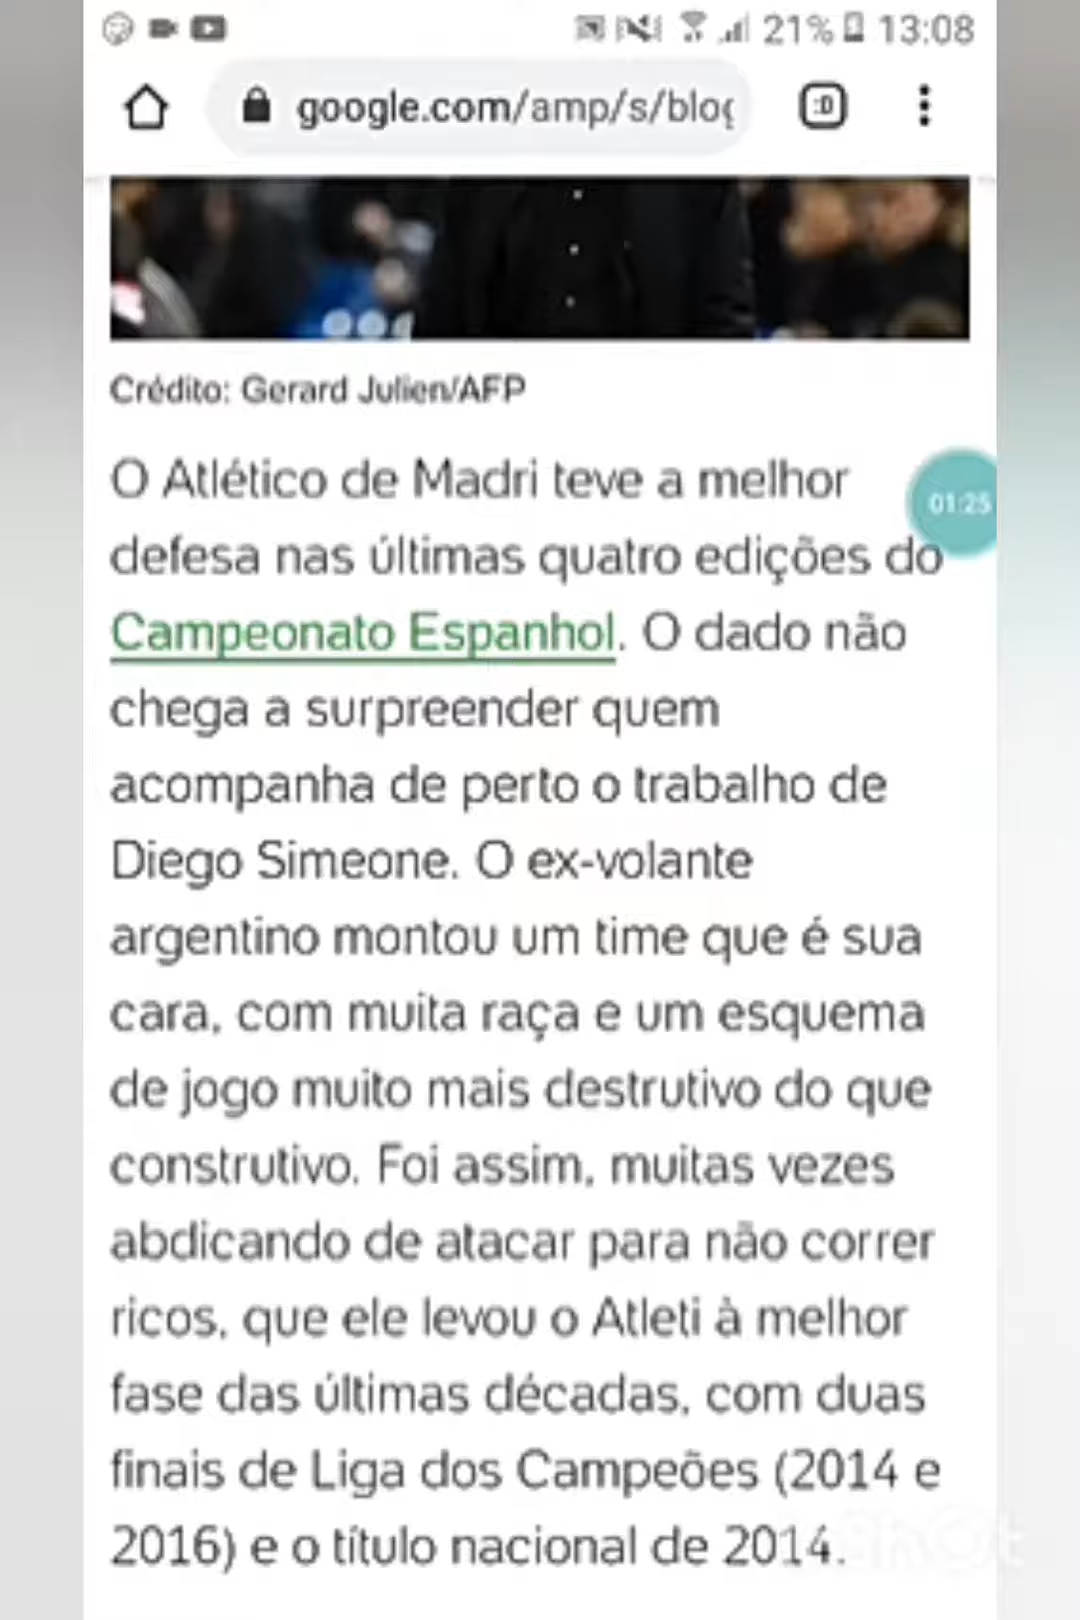 21% 13:08
google.com/amp/s/blog
:D
Crédito: Gerard Julien/AFP
O Atlético de Madri teve a melhor
01:25
defesa nas últimas quatro edições do
Campeonato Espanhol. O dado não
chega a surpreender quem
acompanha de perto o trabalho de
Diego Simeone. O ex-volante
argentino montou um time que é sua
cara, com muita raça e um esquema
de jogo muito mais destrutivo do que
construtivo. Foi assim, muitas vezes
abdicando de atacar para não correr
ricos, que ele levou o Atleti à melhor
fase das últimas décadas, com duas
finais de Liga dos Campeões (2014 e
2016) e o título nacional de 2014.